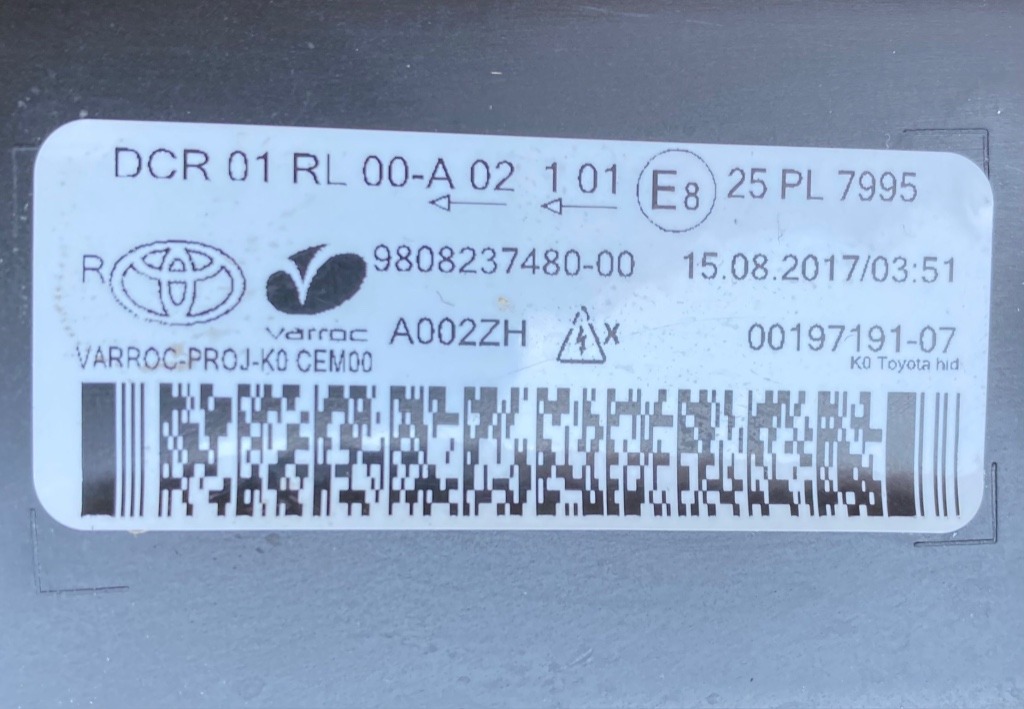 DCR 01 RL 00-A 02 1 01 E8 25 PL 7995
R 9808237480-00 15.08.2017/03:51
varroc A002ZH X 00197191-07
VARROC-PROJ-K0 CEM00 K0 Toyota hid